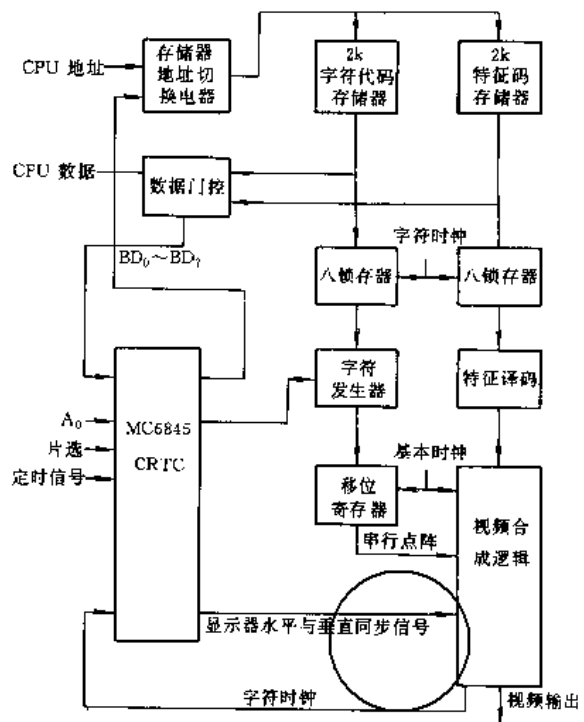 CPU 地址
存储器
地址切
换电器
2k
字符代码
存储器
2k
特征码
存储器
CPU 数据
数据门控
BD₀～BD₇
字符时钟
八锁存器
八锁存器
字符
发生器
特征译码
MC6845
CRTC
A₀
片选
定时信号
基本时钟
移位
寄存器
串行点阵
视频合
成逻辑
显示器水平与垂直同步信号
字符时钟
视频输出